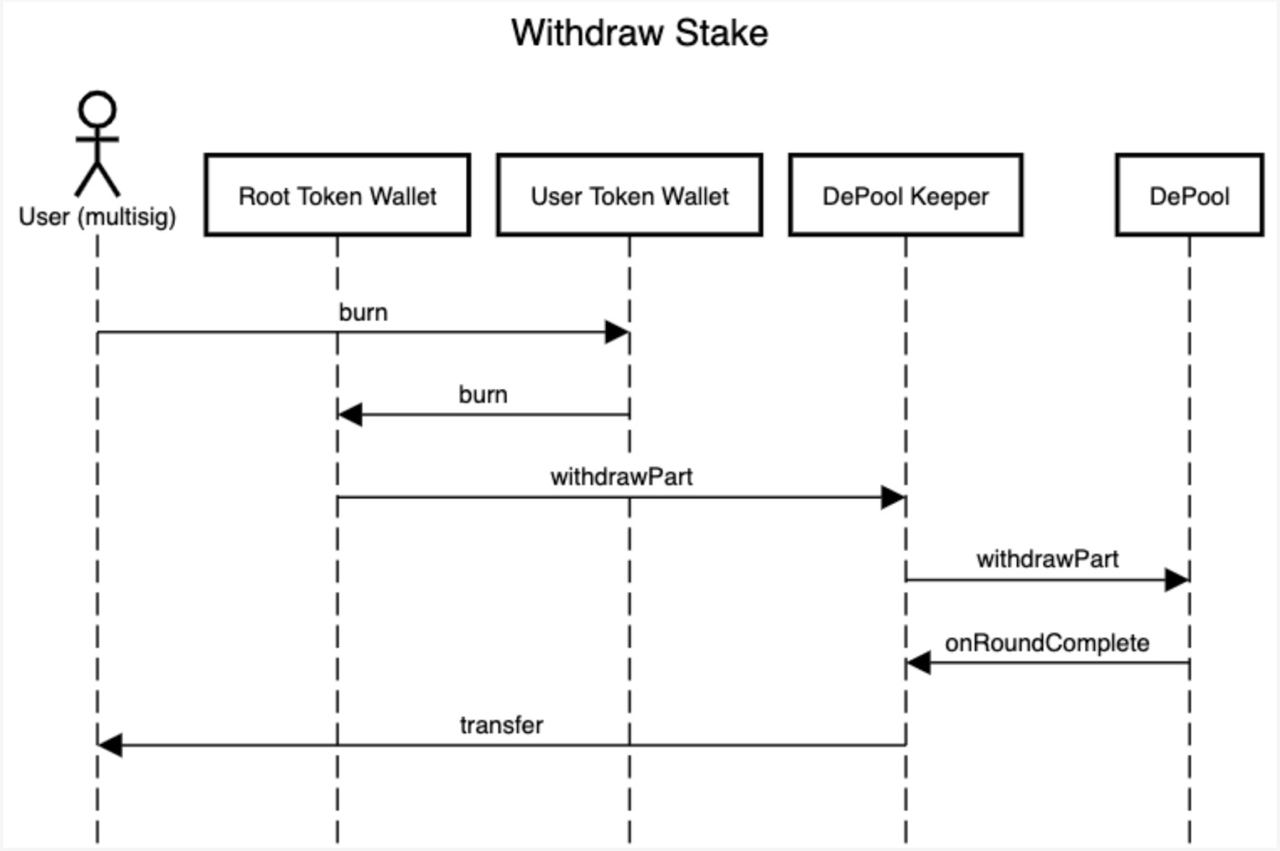 Withdraw Stake
User (multisig)
Root Token Wallet
User Token Wallet
DePool Keeper
DePool
burn
burn
withdrawPart
withdrawPart
onRoundComplete
transfer